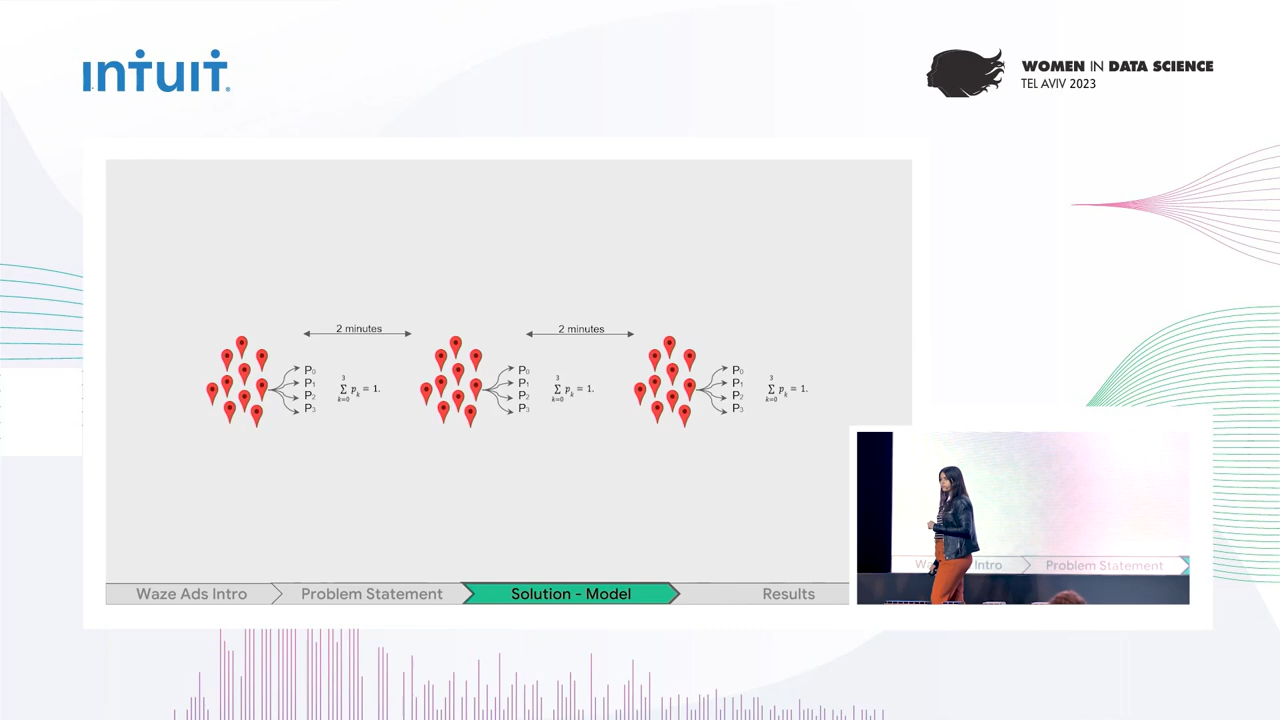 intuit.
WOMEN IN DATA SCIENCE
TEL AVIV 2023
2 minutes
2 minutes
P0
P1
P2
P3
3
∑ pk = 1.
k=0
P0
P1
P2
P3
3
∑ pk = 1.
k=0
P0
P1
P2
P3
3
∑ pk = 1.
k=0
Waze Ads Intro
Problem Statement
Solution - Model
Results
Intro
Problem Statement